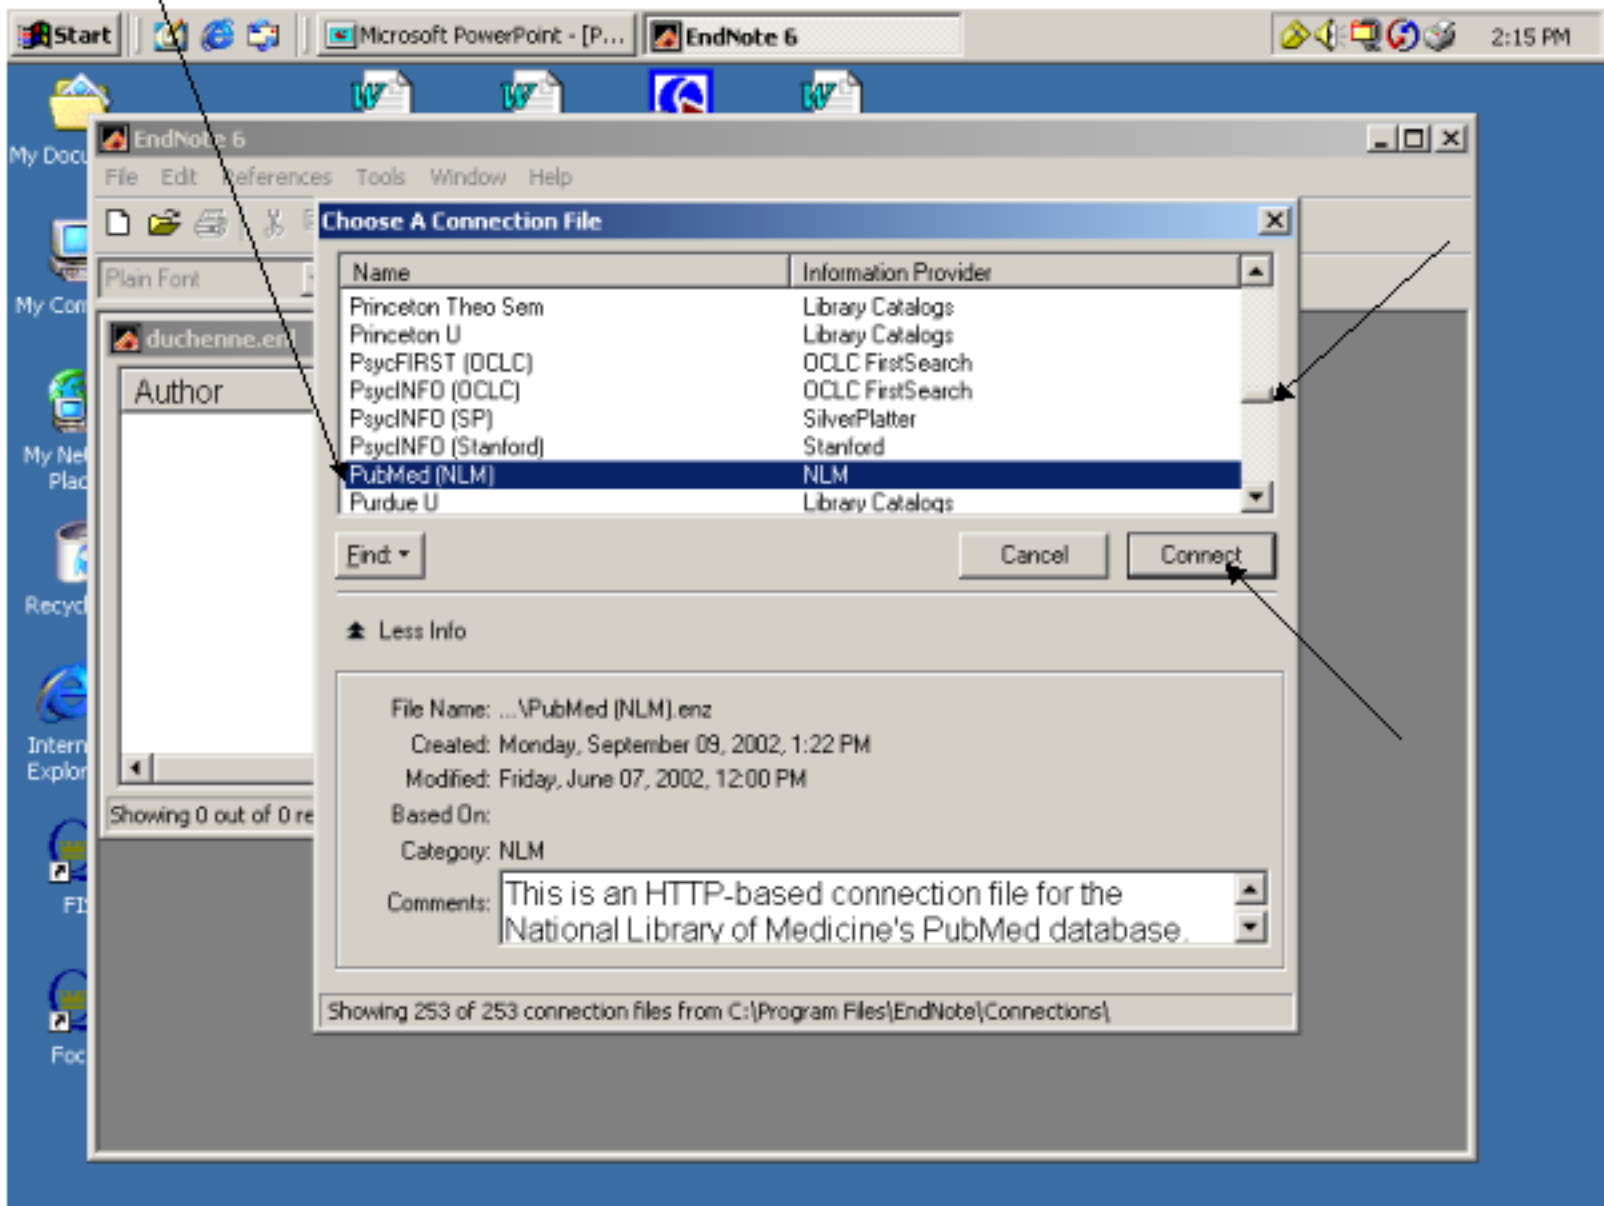 Start
Microsoft PowerPoint - [P...
EndNote 6
2:15 PM
My Docu
EndNote 6
File Edit References Tools Window Help
Choose A Connection File
Plain Font
Name Information Provider
My Com
Princeton Theo Sem Library Catalogs
Princeton U Library Catalogs
duchenne.enl
PsycFIRST (OCLC) OCLC FirstSearch
Author
PsycINFO (OCLC) OCLC FirstSearch
PsycINFO (SP) SilverPlatter
PsycINFO (Stanford) Stanford
My Net
Plac
PubMed (NLM) NLM
Purdue U Library Catalogs
Find: Cancel Connect
Recycl
Less Info
File Name: ...\PubMed (NLM).enz
Created: Monday, September 09, 2002, 1:22 PM
Intern
Explor
Modified: Friday, June 07, 2002, 12:00 PM
Showing 0 out of 0 re
Based On:
Category: NLM
Comments: This is an HTTP-based connection file for the
National Library of Medicine's PubMed database.
Showing 253 of 253 connection files from C:\Program Files\EndNote\Connections\
Foc